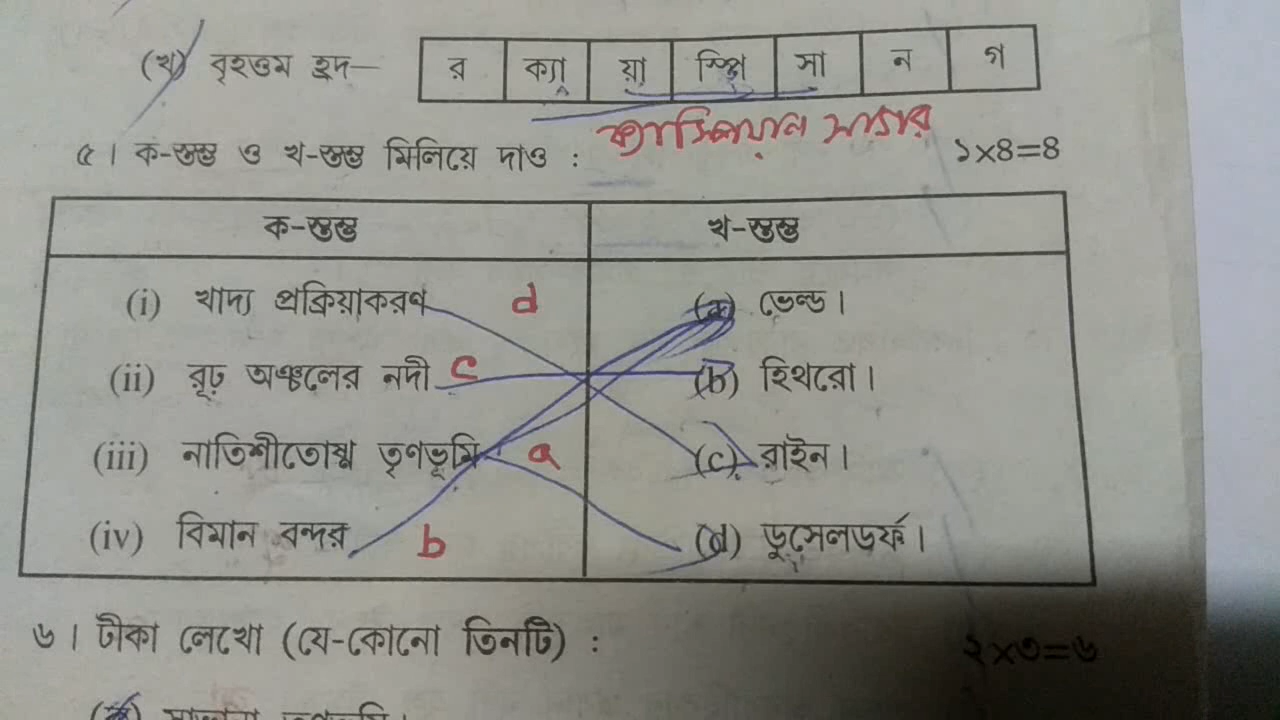 (খ) বৃহত্তম হ্রদ— র ক্যা য়া স্পি সা ন গ
ক্যাস্পিয়ান সাগর
৫। ক-স্তম্ভ ও খ-স্তম্ভ মিলিয়ে দাও : ১×৪=৪
ক-স্তম্ভ খ-স্তম্ভ
(i) খাদ্য প্রক্রিয়াকরণ d (a) ভেল্ড।
(ii) রূঢ় অঞ্চলের নদী c (b) হিথরো।
(iii) নাতিশীতোষ্ণ তৃণভূমি a (c) রাইন।
(iv) বিমান বন্দর b (d) ডুসেলডর্ফ।
৬। টীকা লেখো (যে-কোনো তিনটি) : ২×৩=৬